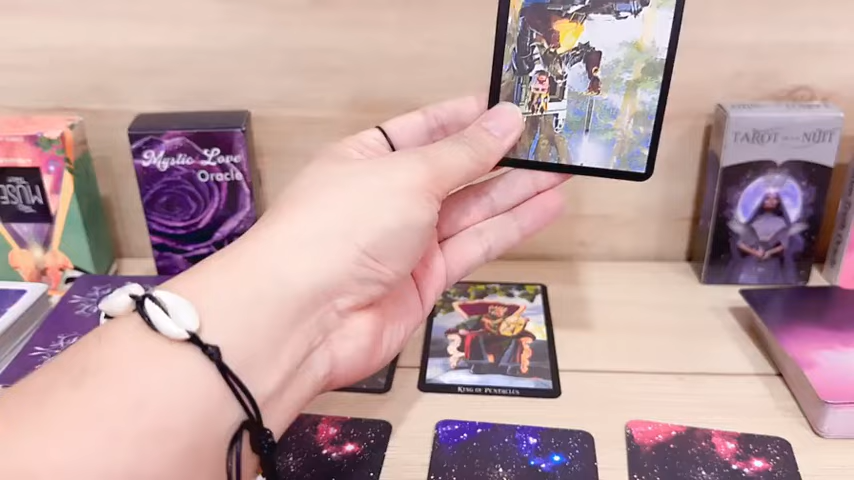 Mystic Love
Oracle
MUSE
TAROT DE LA NUIT
KING OF PENTACLES